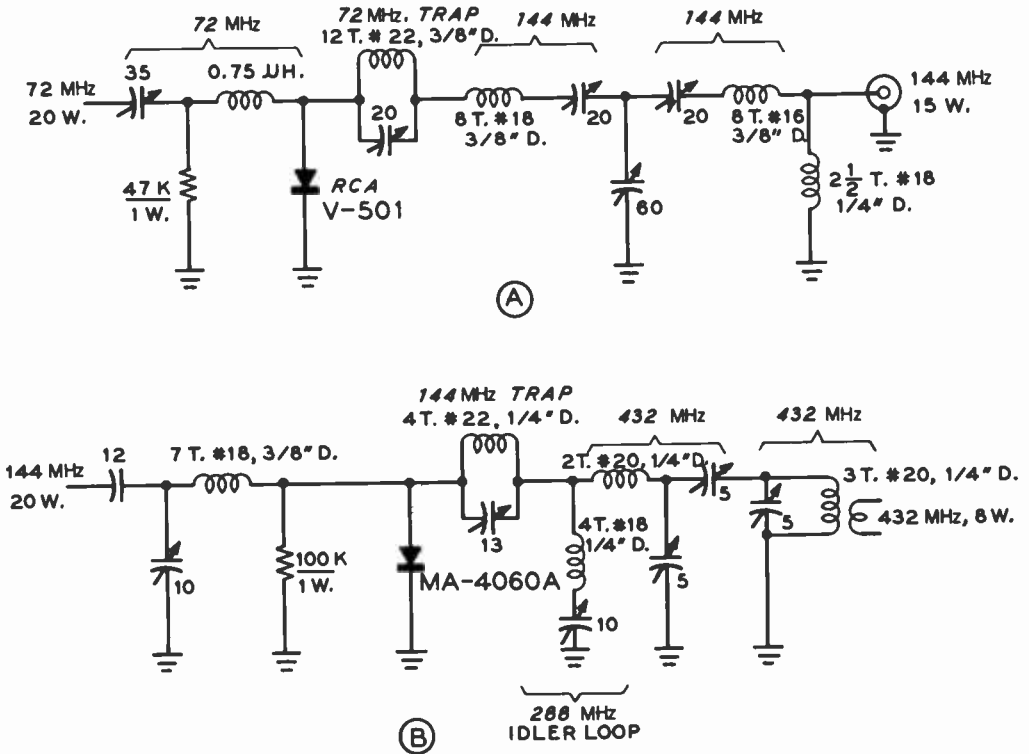 72 MHz
35
0.75 UH.
72 MHz
20 W.
47 K
1 W.
RCA
V-501
72 MHz. TRAP
12 T. # 22, 3/8" D.
20
144 MHz
8 T. #18
3/8" D.
20
60
144 MHz
20
8 T. #16
3/8" D.
2 1/2 T. #18
1/4" D.
144 MHz
15 W.
A
144 MHz
20 W.
12
10
7 T. #18, 3/8" D.
100 K
1 W.
MA-4060A
144 MHz TRAP
4 T. #22, 1/4" D.
13
432 MHz
2 T. #20, 1/4" D.
5
4 T. #18
1/4" D.
10
5
288 MHz
IDLER LOOP
432 MHz
3 T. #20, 1/4" D.
5
432 MHz, 8 W.
B